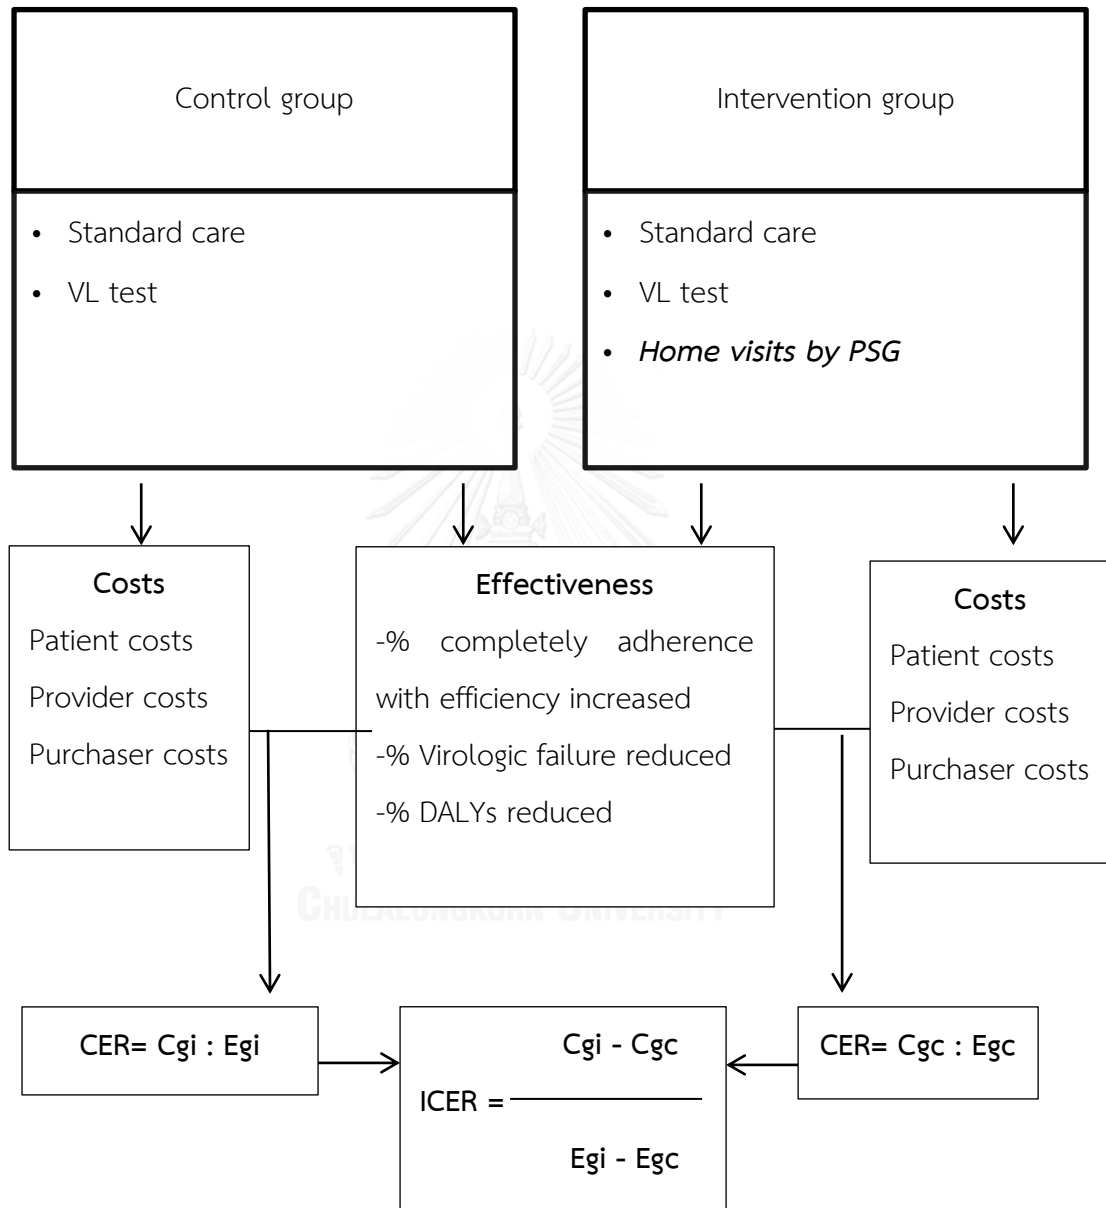 Control group
Intervention group
• Standard care
• VL test
• Standard care
• VL test
• Home visits by PSG
Costs
Patient costs
Provider costs
Purchaser costs
Effectiveness
-% completely adherence
with efficiency increased
-% Virologic failure reduced
-% DALYs reduced
Costs
Patient costs
Provider costs
Purchaser costs
CHULALONGKORN UNIVERSITY
CER= Cgi : Egi
Cgi - Cgc
ICER =
Egi - Egc
CER= Cgc : Egc